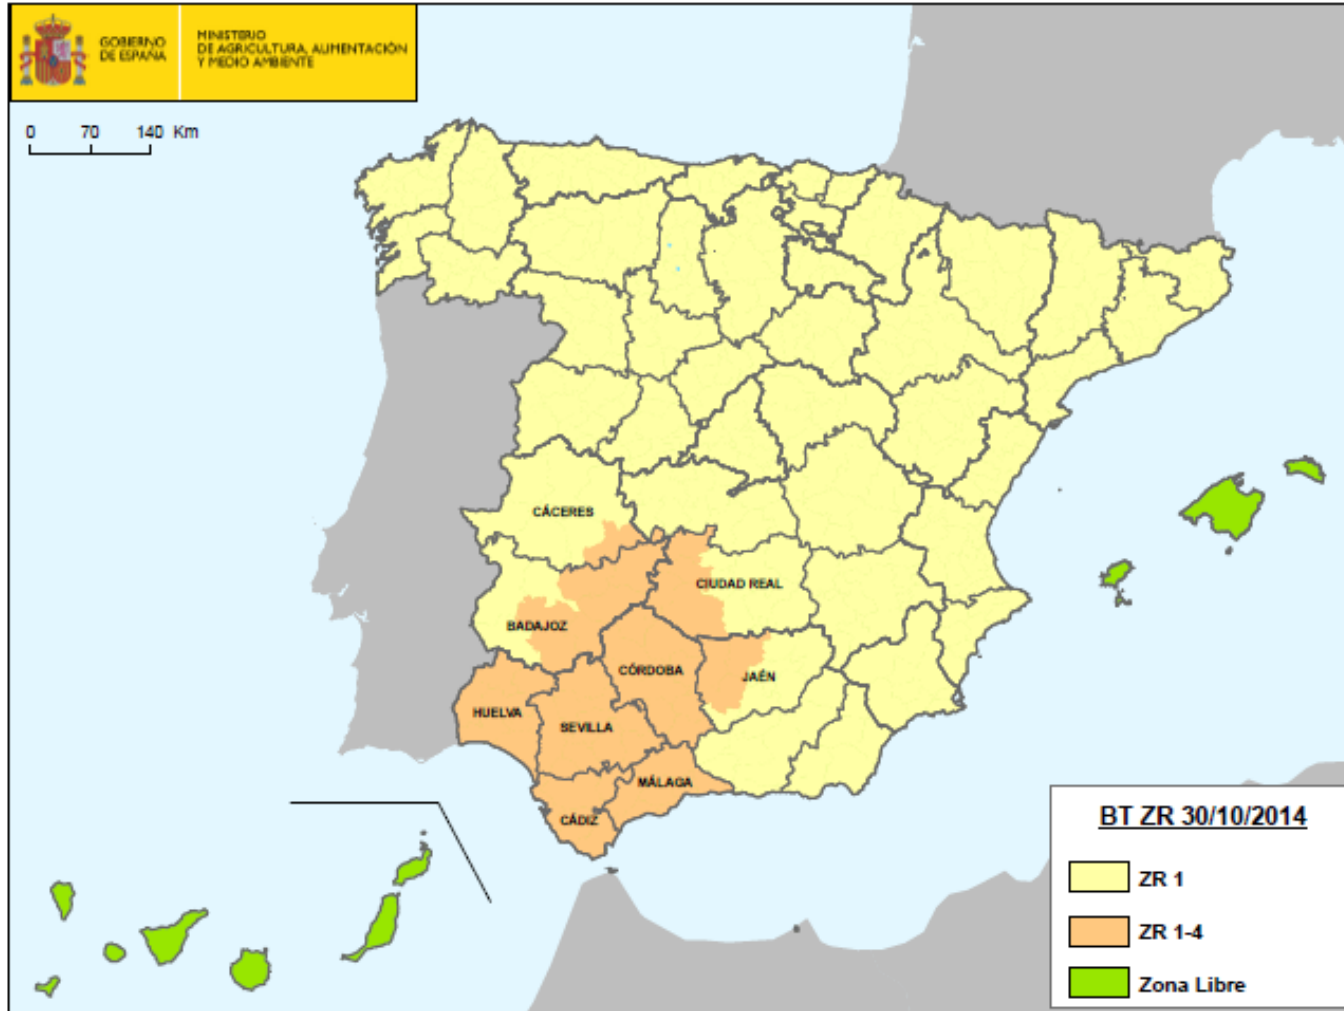 GOBIERNO
DE ESPAÑA
MINISTERIO
DE AGRICULTURA, ALIMENTACIÓN
Y MEDIO AMBIENTE
0 70 140 Km
CÁCERES
CIUDAD REAL
BADAJOZ
CÓRDOBA
JAÉN
HUELVA
SEVILLA
MÁLAGA
CÁDIZ
BT ZR 30/10/2014
ZR 1
ZR 1-4
Zona Libre